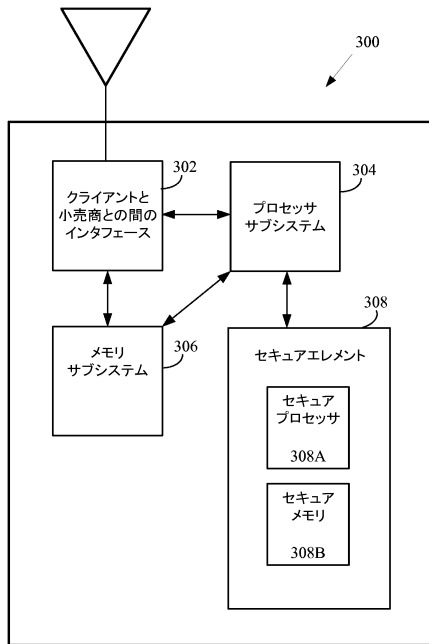 300
302
クライアントと
小売商との間の
インタフェース
304
プロセッサ
サブシステム
メモリ
サブシステム
306
308
セキュアエレメント
セキュア
プロセッサ
308A
セキュア
メモリ
308B